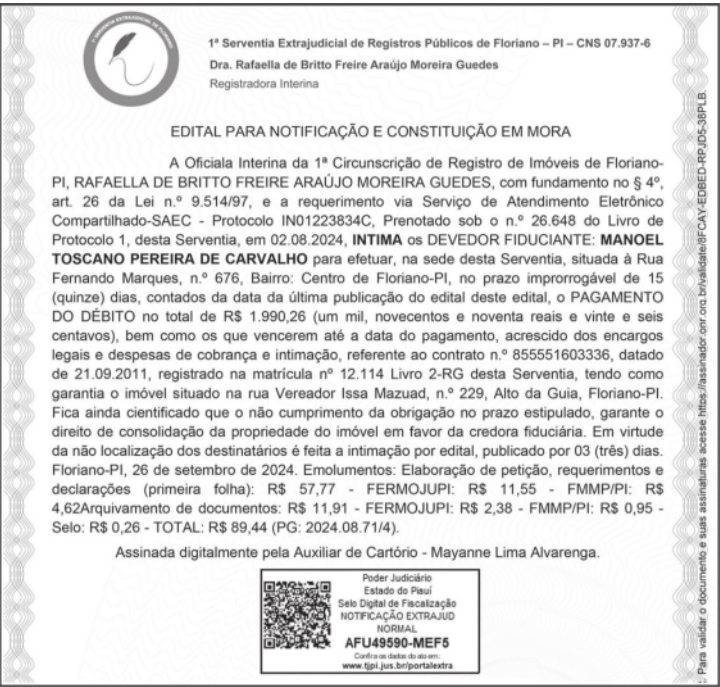 1ª SERVENTIA EXTRAJUDICIAL DE FLORIANO
1ª Serventia Extrajudicial de Registros Públicos de Floriano – PI – CNS 07.937-6
Dra. Rafaella de Britto Freire Araújo Moreira Guedes
Registradora Interina
EDITAL PARA NOTIFICAÇÃO E CONSTITUIÇÃO EM MORA
A Oficiala Interina da 1ª Circunscrição de Registro de Imóveis de Floriano-
PI, RAFAELLA DE BRITTO FREIRE ARAÚJO MOREIRA GUEDES, com fundamento no § 4º,
art. 26 da Lei n.º 9.514/97, e a requerimento via Serviço de Atendimento Eletrônico
Compartilhado-SAEC - Protocolo IN01223834C, Prenotado sob o n.º 26.648 do Livro de
Protocolo 1, desta Serventia, em 02.08.2024, INTIMA os DEVEDOR FIDUCIANTE: MANOEL
TOSCANO PEREIRA DE CARVALHO para efetuar, na sede desta Serventia, situada à Rua
Fernando Marques, n.º 676, Bairro: Centro de Floriano-PI, no prazo improrrogável de 15
(quinze) dias, contados da data da última publicação do edital deste edital, o PAGAMENTO
DO DÉBITO no total de R$ 1.990,26 (um mil, novecentos e noventa reais e vinte e seis
centavos), bem como os que vencerem até a data do pagamento, acrescido dos encargos
legais e despesas de cobrança e intimação, referente ao contrato n.º 855551603336, datado
de 21.09.2011, registrado na matrícula nº 12.114 Livro 2-RG desta Serventia, tendo como
garantia o imóvel situado na rua Vereador Issa Mazuad, n.º 229, Alto da Guia, Floriano-PI.
Fica ainda cientificado que o não cumprimento da obrigação no prazo estipulado, garante o
direito de consolidação da propriedade do imóvel em favor da credora fiduciária. Em virtude
da não localização dos destinatários é feita a intimação por edital, publicado por 03 (três) dias.
Floriano-PI, 26 de setembro de 2024. Emolumentos: Elaboração de petição, requerimentos e
declarações (primeira folha): R$ 57,77 - FERMOJUPI: R$ 11,55 - FMMP/PI: R$
4,62Arquivamento de documentos: R$ 11,91 - FERMOJUPI: R$ 2,38 - FMMP/PI: R$ 0,95 -
Selo: R$ 0,26 - TOTAL: R$ 89,44 (PG: 2024.08.71/4).
Assinada digitalmente pela Auxiliar de Cartório - Mayanne Lima Alvarenga.
Poder Judiciário
Estado do Piauí
Selo Digital de Fiscalização
NOTIFICAÇÃO EXTRAJUD
NORMAL
AFU49590-MEF5
Confira os dados do ato em:
www.tjpi.jus.br/portalextra
Para validar o documento e suas assinaturas acesse https://assinador.onr.org.br/validate/8FCAY-EDBED-RPJD5-38PLB.